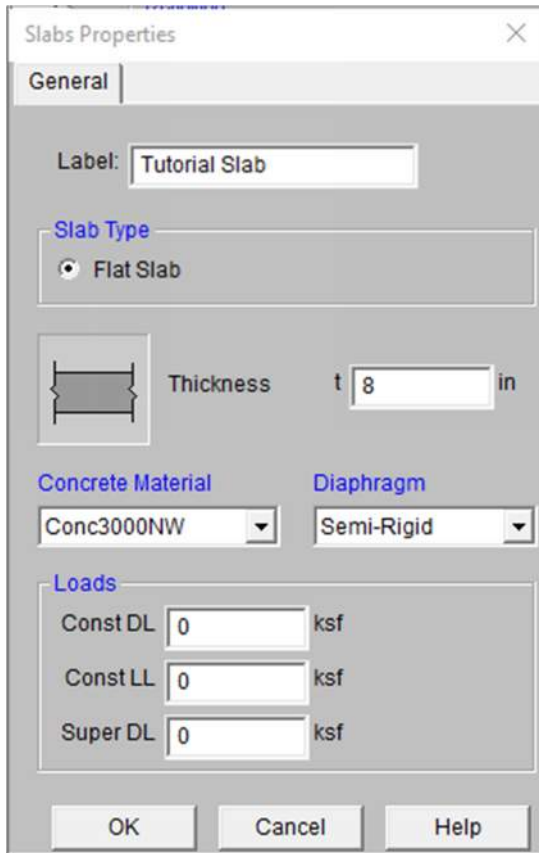 Slabs Properties
General
Label: Tutorial Slab
Slab Type
Flat Slab
Thickness t 8 in
Concrete Material Diaphragm
Conc3000NW Semi-Rigid
Loads
Const DL 0 ksf
Const LL 0 ksf
Super DL 0 ksf
OK Cancel Help